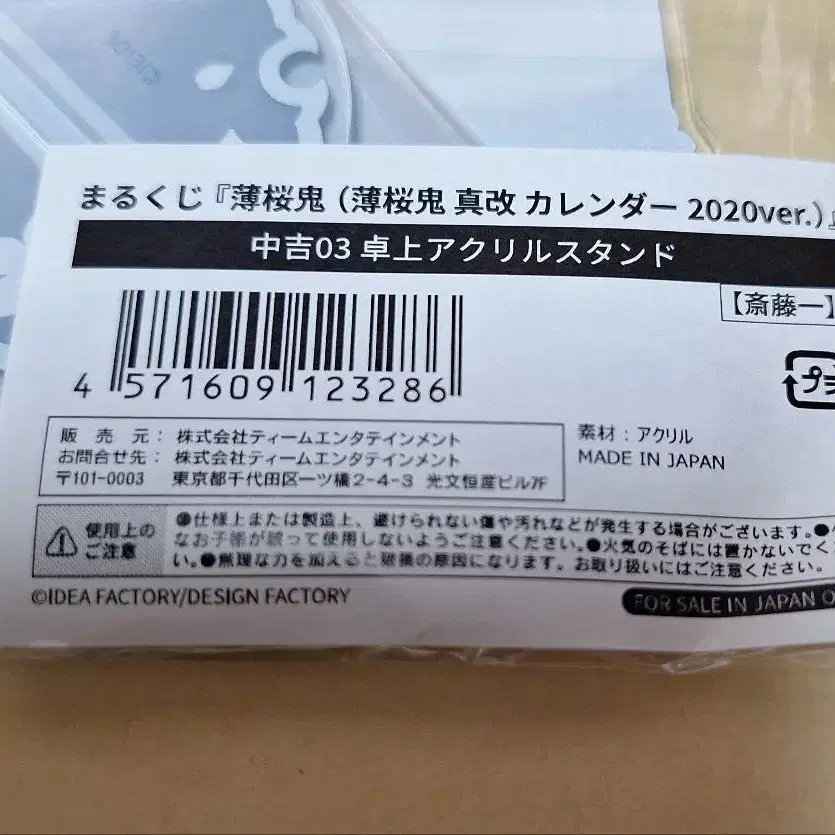 まるくじ『薄桜鬼（薄桜鬼 真改 カレンダー 2020ver.)』
中吉03 卓上アクリルスタンド
【斎藤一】
4 571609 123286
プラ
販売元： 株式会社ティームエンタテインメント
お問合せ先： 株式会社ティームエンタテインメント
〒101-0003 東京都千代田区一ツ橋2-4-3 光文恒産ビル7F
素材：アクリル
MADE IN JAPAN
使用上の
ご注意
●仕様上または製造上、避けられない傷や汚れなどが発生する場合がございます。●
なお子様が誤って使用しないようご注意ください。●火気のそばには置かないでく
い。●無理な力を加えると破損の原因になります。お取り扱いにはご注意ください。
©IDEA FACTORY/DESIGN FACTORY
FOR SALE IN JAPAN O